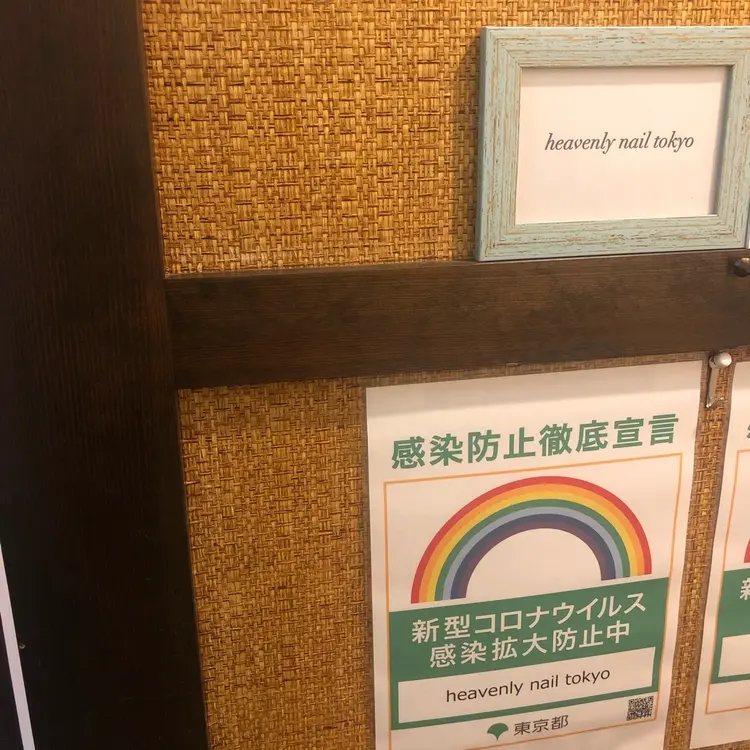 heavenly nail tokyo
感染防止徹底宣言
新型コロナウイルス
感染拡大防止中
heavenly nail tokyo
東京都